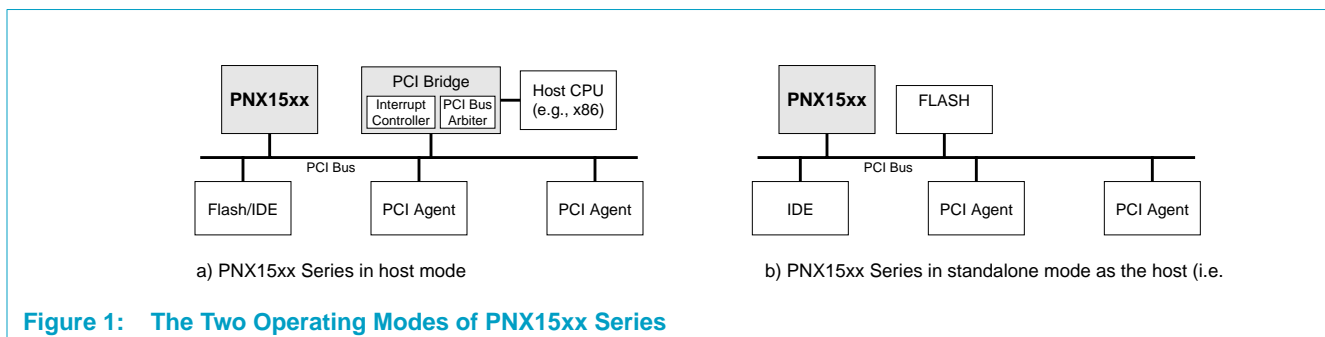 PNX15xx
PCI Bridge
Interrupt
Controller
PCI Bus
Arbiter
Host CPU
(e.g., x86)
PCI Bus
Flash/IDE
PCI Agent
PCI Agent
a) PNX15xx Series in host mode
PNX15xx
FLASH
PCI Bus
IDE
PCI Agent
PCI Agent
b) PNX15xx Series in standalone mode as the host (i.e.
Figure 1: The Two Operating Modes of PNX15xx Series